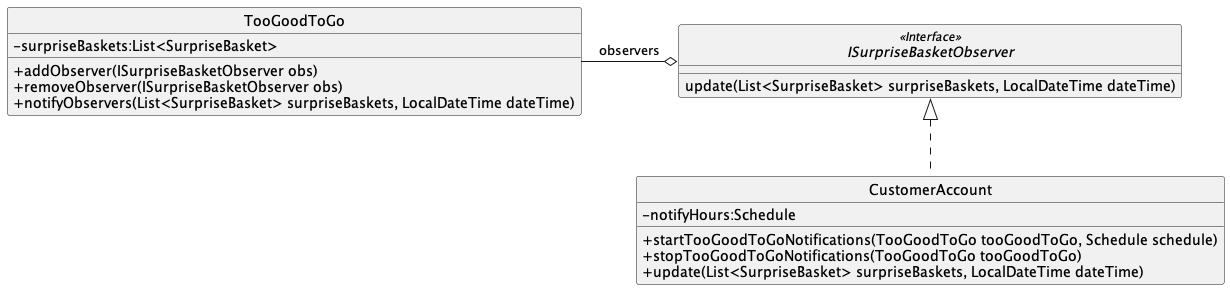 TooGoodToGo
-surpriseBaskets:List<SurpriseBasket>
+addObserver(ISurpriseBasketObserver obs)
+removeObserver(ISurpriseBasketObserver obs)
+notifyObservers(List<SurpriseBasket> surpriseBaskets, LocalDateTime dateTime)
observers
«Interface»
ISurpriseBasketObserver
update(List<SurpriseBasket> surpriseBaskets, LocalDateTime dateTime)
CustomerAccount
-notifyHours:Schedule
+startTooGoodToGoNotifications(TooGoodToGo tooGoodToGo, Schedule schedule)
+stopTooGoodToGoNotifications(TooGoodToGo tooGoodToGo)
+update(List<SurpriseBasket> surpriseBaskets, LocalDateTime dateTime)